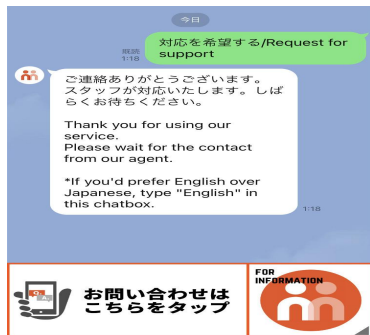 今日
対応を希望する/Request for
support
既読
1:18
ご連絡ありがとうございます。
スタッフが対応いたします。しば
らくお待ちください。
Thank you for using our
service.
Please wait for the contact
from our agent.
*If you'd prefer English over
Japanese, type "English" in
this chatbox.
1:18
お問い合わせは
こちらをタップ
FOR
INFORMATION